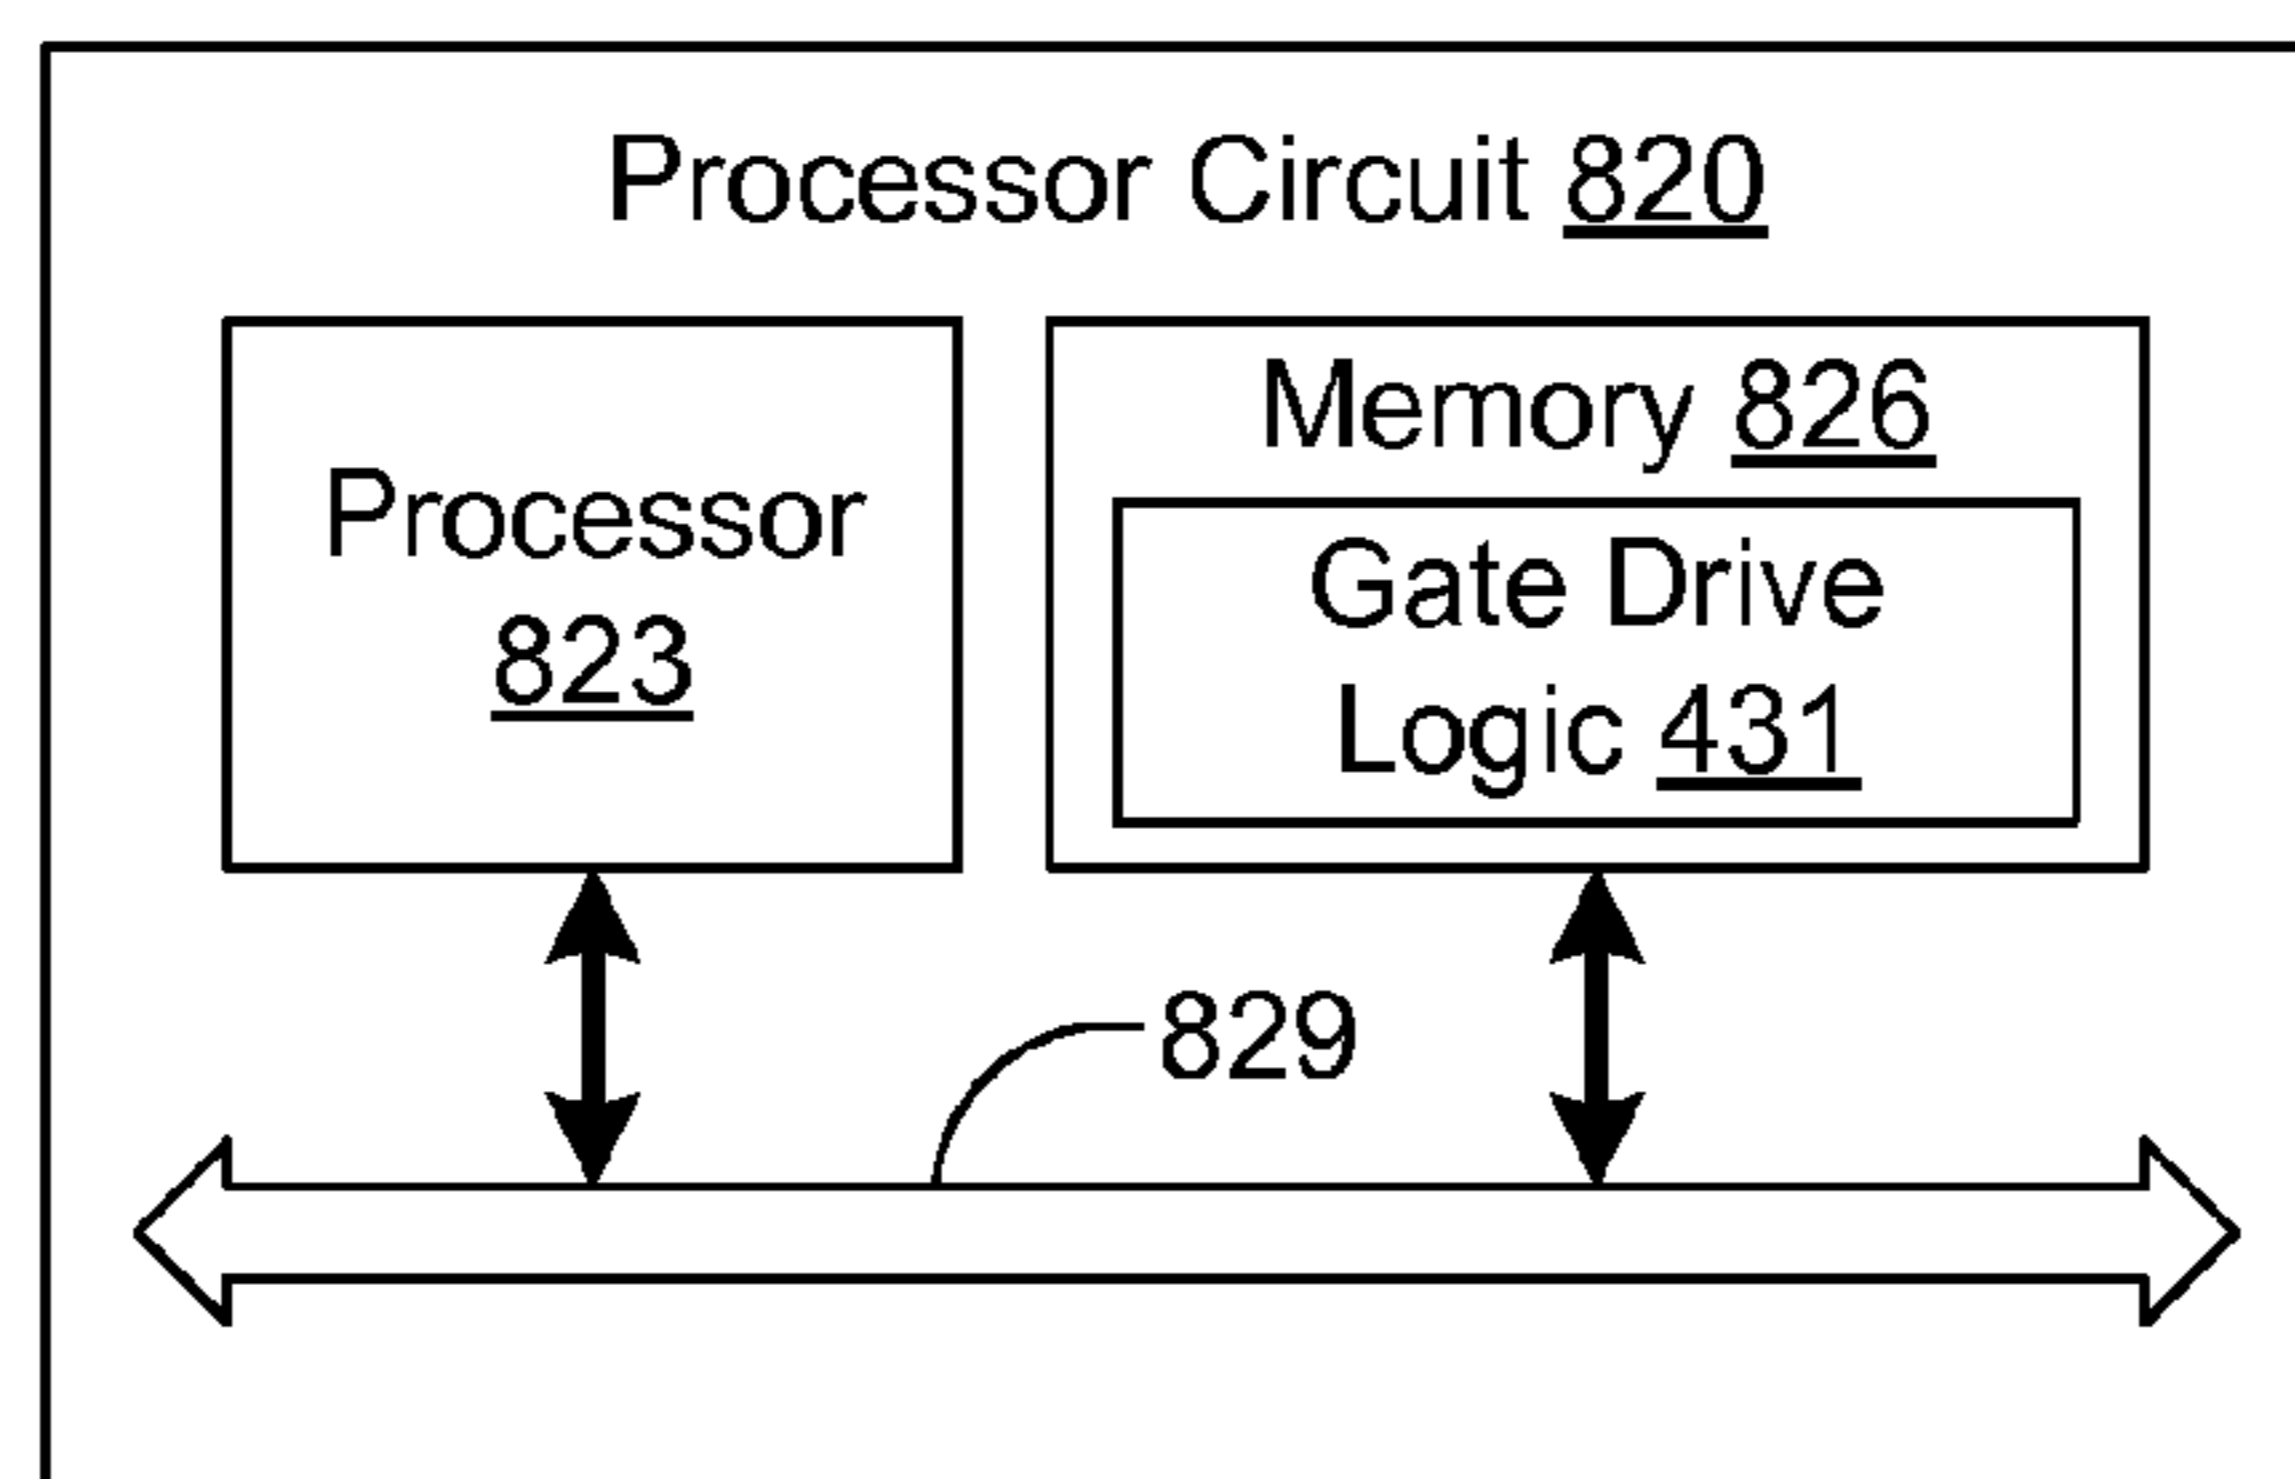 Processor Circuit 820
Processor
823
Memory 826
Gate Drive
Logic 431
829